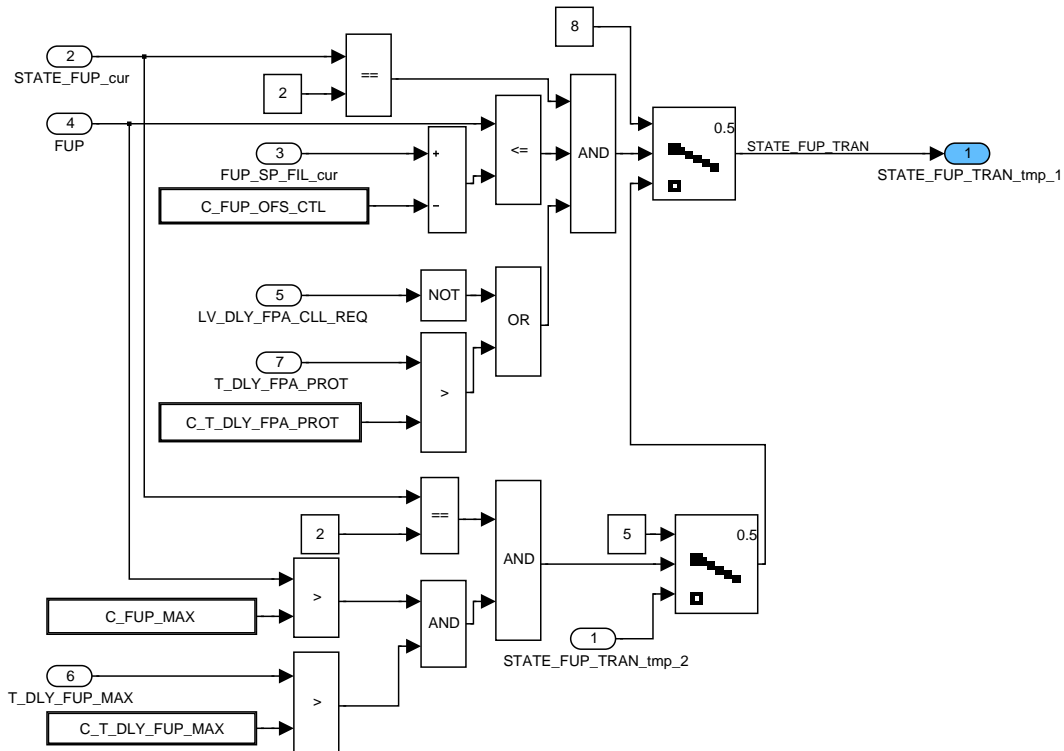 8
2
STATE_FUP_cur
==
2
4
FUP
0.5
3
FUP_SP_FIL_cur
+
−
<=
AND
STATE_FUP_TRAN
1
STATE_FUP_TRAN_tmp_1
C_FUP_OFS_CTL
5
LV_DLY_FPA_CLL_REQ
NOT
OR
7
T_DLY_FPA_PROT
>
C_T_DLY_FPA_PROT
==
2
AND
5
0.5
>
C_FUP_MAX
AND
1
STATE_FUP_TRAN_tmp_2
6
T_DLY_FUP_MAX
>
C_T_DLY_FUP_MAX